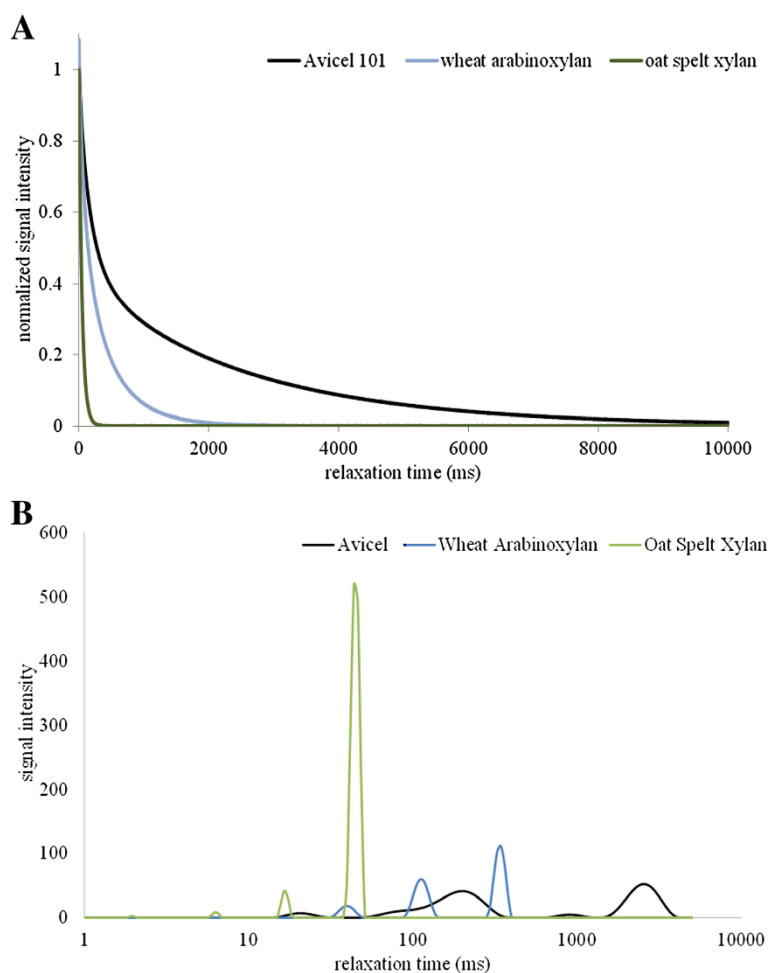 A
Avicel 101 wheat arabinoxylan oat spelt xylan
normalized signal intensity
1
0.8
0.6
0.4
0.2
0
0 2000 4000 6000 8000 10000
relaxation time (ms)
B
Avicel Wheat Arabinoxylan Oat Spelt Xylan
signal intensity
600
500
400
300
200
100
0
1 10 100 1000 10000
relaxation time (ms)